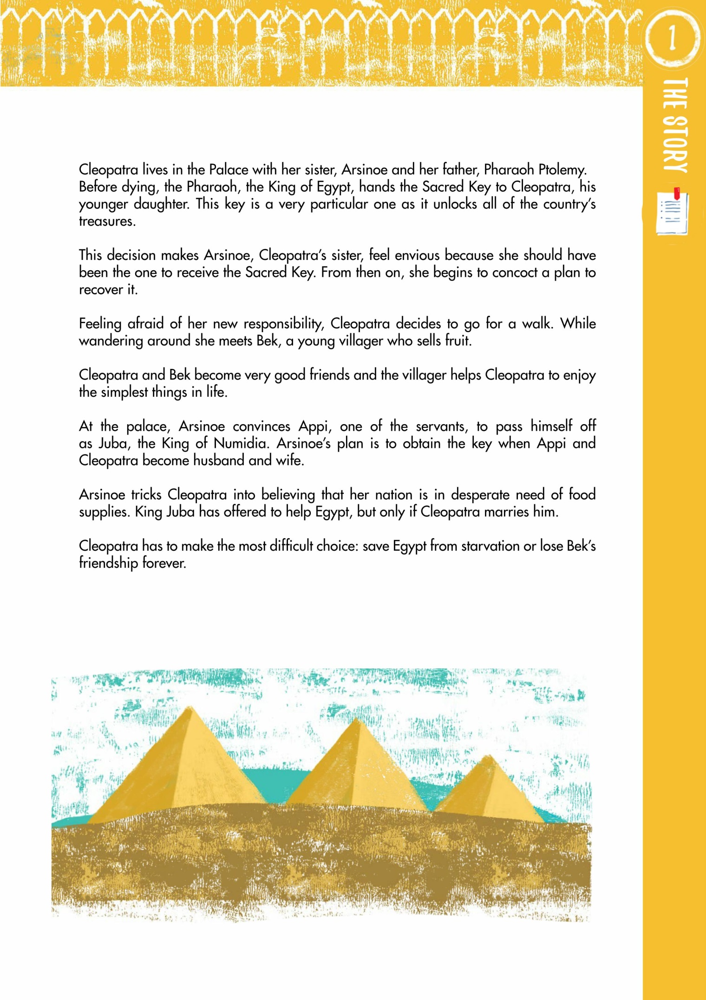 1
THE STORY
Cleopatra lives in the Palace with her sister, Arsinoe and her father, Pharaoh Ptolemy.
Before dying, the Pharaoh, the King of Egypt, hands the Sacred Key to Cleopatra, his
younger daughter. This key is a very particular one as it unlocks all of the country’s
treasures.
This decision makes Arsinoe, Cleopatra’s sister, feel envious because she should have
been the one to receive the Sacred Key. From then on, she begins to concoct a plan to
recover it.
Feeling afraid of her new responsibility, Cleopatra decides to go for a walk. While
wandering around she meets Bek, a young villager who sells fruit.
Cleopatra and Bek become very good friends and the villager helps Cleopatra to enjoy
the simplest things in life.
At the palace, Arsinoe convinces Appi, one of the servants, to pass himself off
as Juba, the King of Numidia. Arsinoe’s plan is to obtain the key when Appi and
Cleopatra become husband and wife.
Arsinoe tricks Cleopatra into believing that her nation is in desperate need of food
supplies. King Juba has offered to help Egypt, but only if Cleopatra marries him.
Cleopatra has to make the most difficult choice: save Egypt from starvation or lose Bek’s
friendship forever.